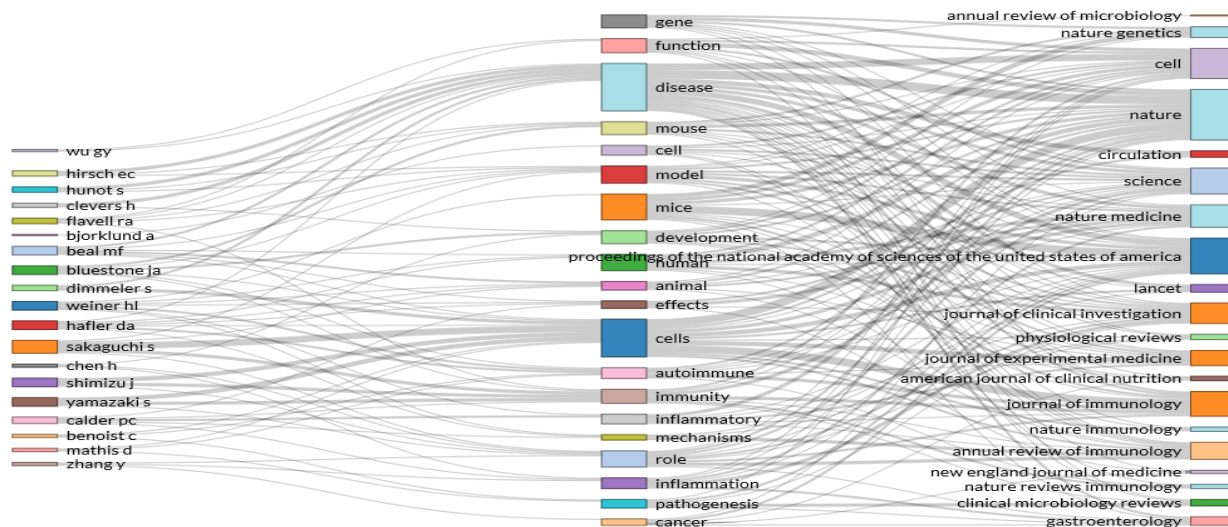 wu gy
hirsch ec
hunot s
clevers h
flavell ra
bjorklund a
beal mf
bluestone ja
dimmeler s
weiner hl
hafler da
sakaguchi s
chen h
shimizu j
yamazaki s
calder pc
benoist c
mathis d
zhang y
gene
function
disease
mouse
cell
model
mice
development
human
animal
effects
cells
autoimmune
immunity
inflammatory
mechanisms
role
inflammation
pathogenesis
cancer
annual review of microbiology
nature genetics
cell
nature
circulation
science
nature medicine
proceedings of the national academy of sciences of the united states of america
lancet
journal of clinical investigation
physiological reviews
journal of experimental medicine
american journal of clinical nutrition
journal of immunology
nature immunology
annual review of immunology
new england journal of medicine
nature reviews immunology
clinical microbiology reviews
gastroenterology